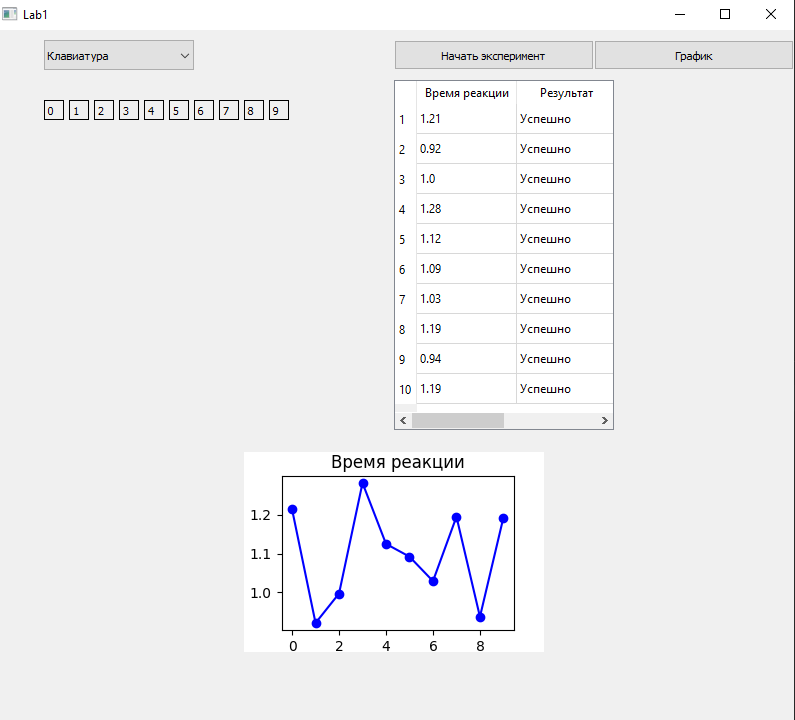 Lab1
Клавиатура
Начать эксперимент
График
0 1 2 3 4 5 6 7 8 9
Время реакции Результат
1 1.21 Успешно
2 0.92 Успешно
3 1.0 Успешно
4 1.28 Успешно
5 1.12 Успешно
6 1.09 Успешно
7 1.03 Успешно
8 1.19 Успешно
9 0.94 Успешно
10 1.19 Успешно
Время реакции
1.2
1.1
1.0
0 2 4 6 8